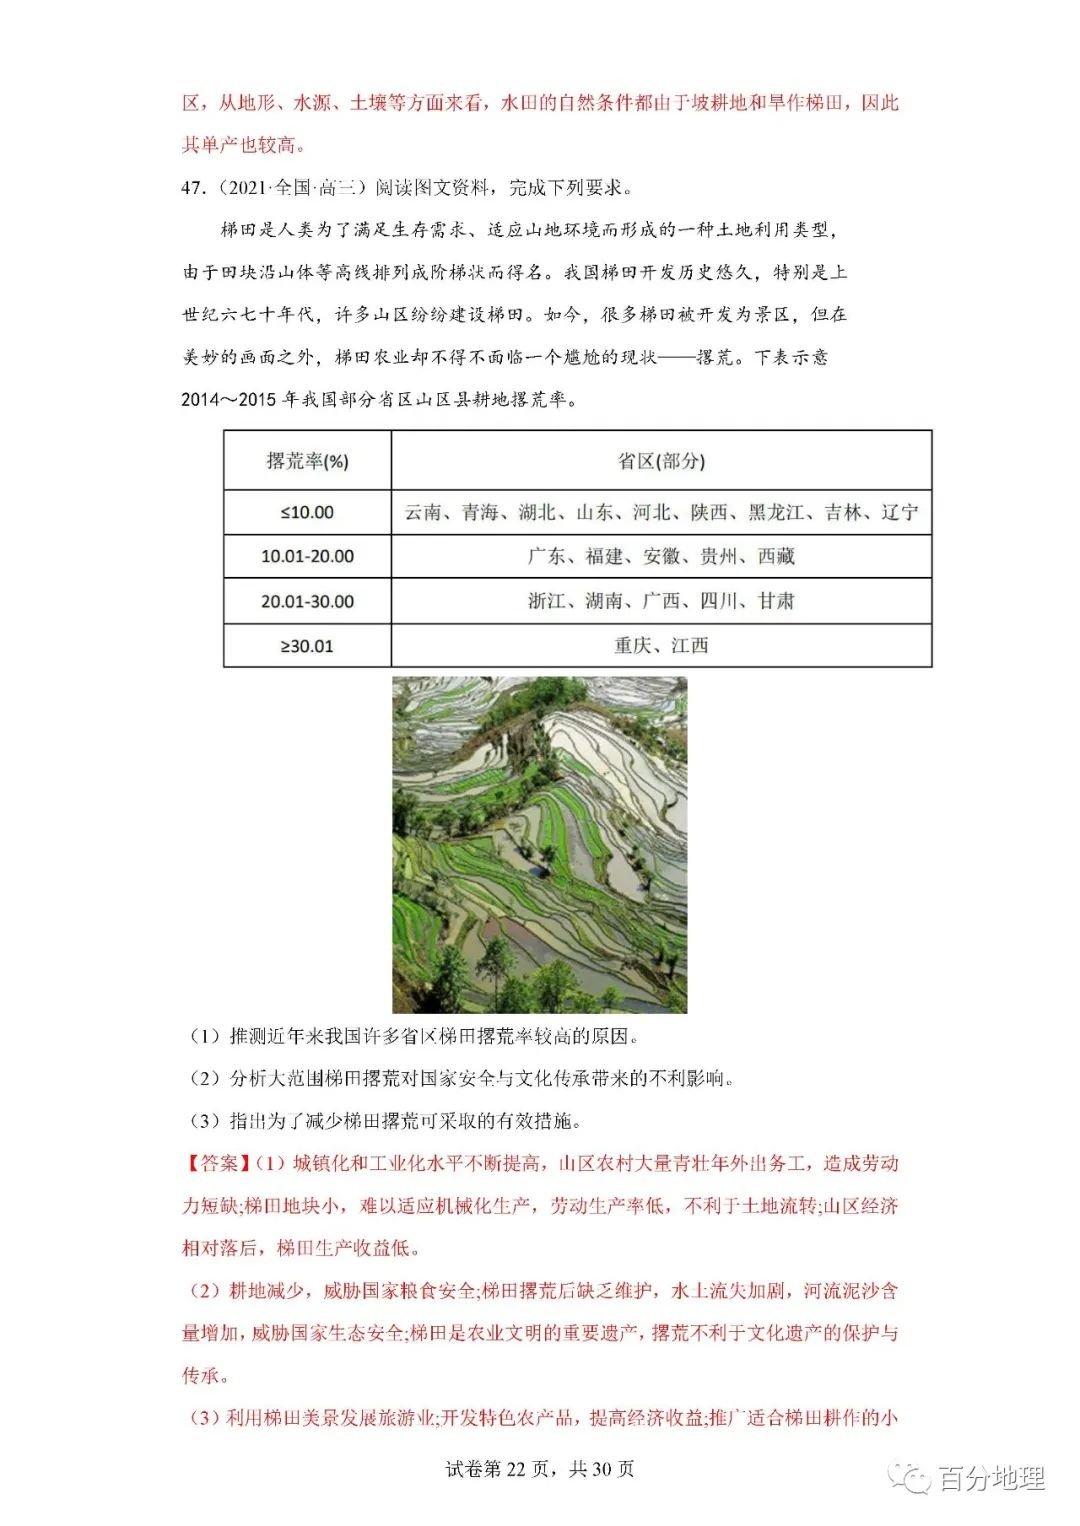 区，从地形、水源、土壤等方面来看，水田的自然条件都由于坡耕地和旱作梯田，因此
其单产也较高。
47.（2021·全国·高三）阅读图文资料，完成下列要求。
梯田是人类为了满足生存需求、适应山地环境而形成的一种土地利用类型，
由于田块沿山体等高线排列成阶梯状而得名。我国梯田开发历史悠久，特别是上
世纪六七十年代，许多山区纷纷建设梯田。如今，很多梯田被开发为景区，但在
美妙的画面之外，梯田农业却不得不面临一个尴尬的现状——撂荒。下表示意
2014～2015 年我国部分省区山区县耕地撂荒率。
撂荒率(%) 省区(部分)
≤10.00 云南、青海、湖北、山东、河北、陕西、黑龙江、吉林、辽宁
10.01-20.00 广东、福建、安徽、贵州、西藏
20.01-30.00 浙江、湖南、广西、四川、甘肃
≥30.01 重庆、江西
（1）推测近年来我国许多省区梯田撂荒率较高的原因。
（2）分析大范围梯田撂荒对国家安全与文化传承带来的不利影响。
（3）指出为了减少梯田撂荒可采取的有效措施。
【答案】（1）城镇化和工业化水平不断提高，山区农村大量青壮年外出务工，造成劳动
力短缺;梯田地块小，难以适应机械化生产，劳动生产率低，不利于土地流转;山区经济
相对落后，梯田生产收益低。
（2）耕地减少，威胁国家粮食安全;梯田撂荒后缺乏维护，水土流失加剧，河流泥沙含
量增加，威胁国家生态安全;梯田是农业文明的重要遗产，撂荒不利于文化遗产的保护与
传承。
（3）利用梯田美景发展旅游业;开发特色农产品，提高经济收益;推广适合梯田耕作的小
试卷第 22 页，共 30 页
百分地理